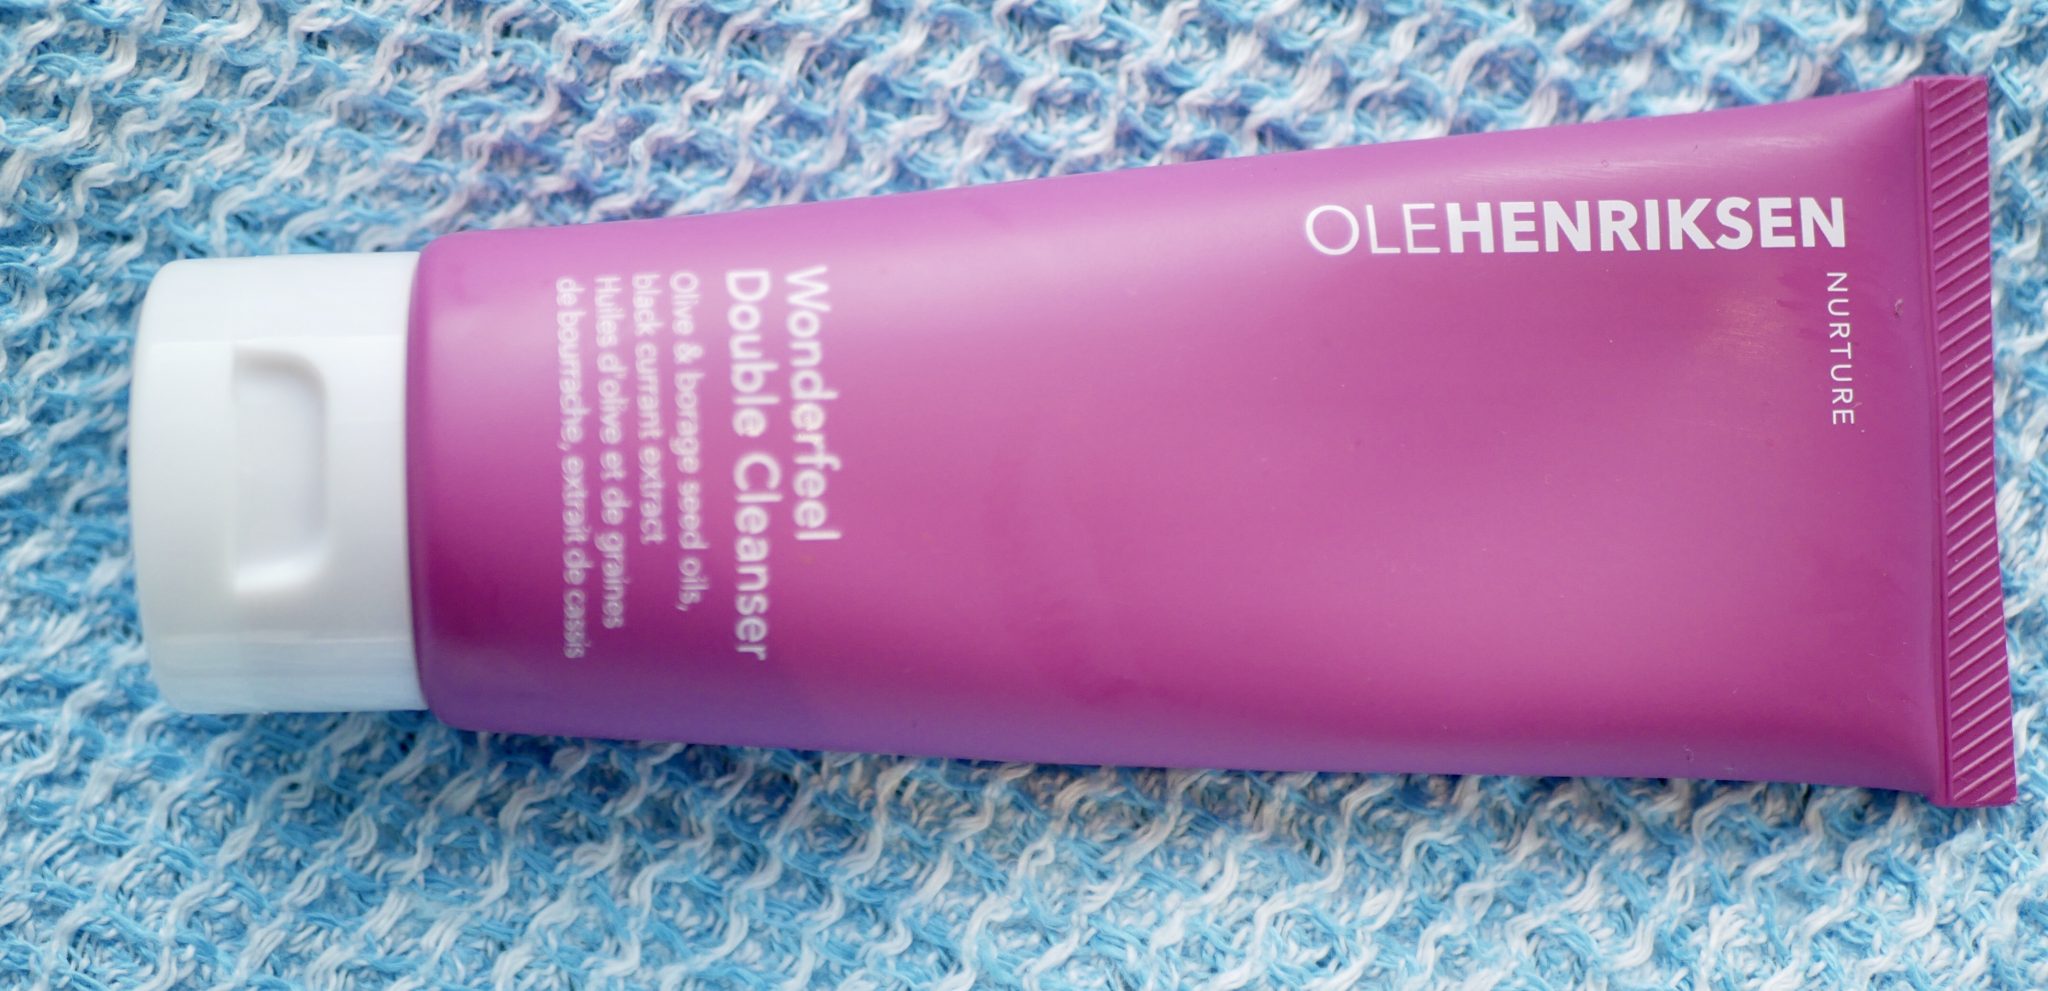 OLEHENRIKSEN
NURTURE
Wonderfeel
Double Cleanser
Olive & borage seed oils,
black currant extract
Huiles d'olive et de graines
de bourrache, extrait de cassis